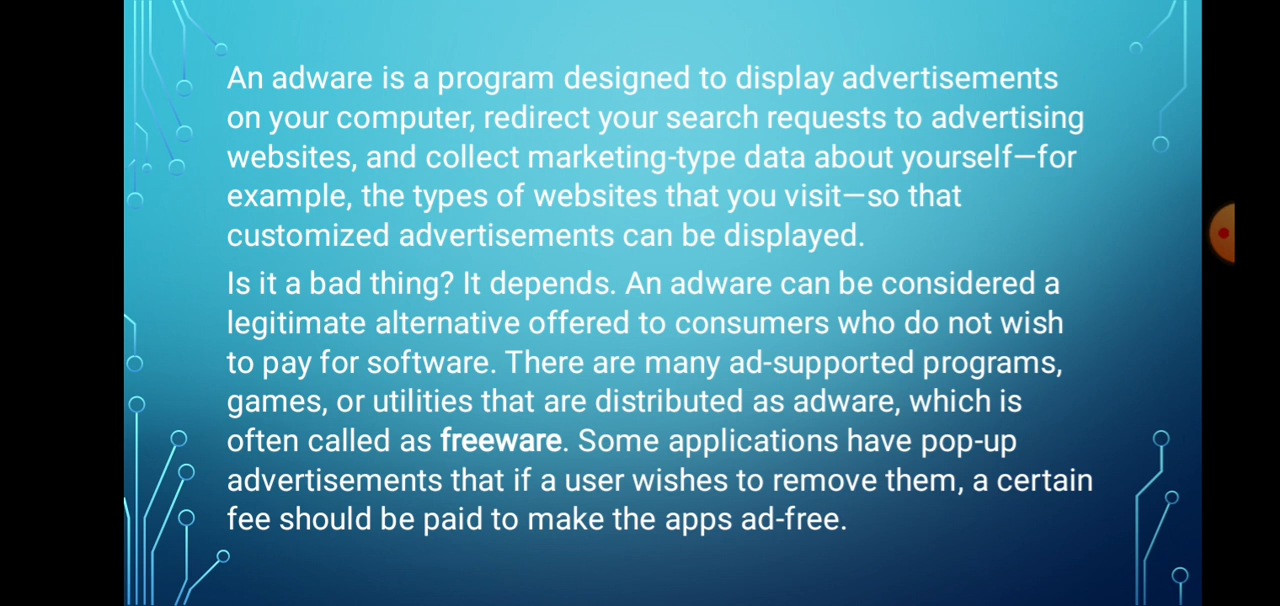 An adware is a program designed to display advertisements
on your computer, redirect your search requests to advertising
websites, and collect marketing-type data about yourself—for
example, the types of websites that you visit—so that
customized advertisements can be displayed.
Is it a bad thing? It depends. An adware can be considered a
legitimate alternative offered to consumers who do not wish
to pay for software. There are many ad-supported programs,
games, or utilities that are distributed as adware, which is
often called as freeware. Some applications have pop-up
advertisements that if a user wishes to remove them, a certain
fee should be paid to make the apps ad-free.